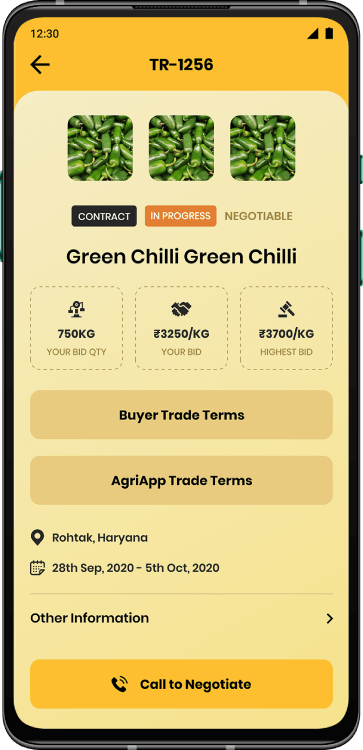 12:30
TR-1256
CONTRACT IN PROGRESS NEGOTIABLE
Green Chilli Green Chilli
750KG ₹3250/KG ₹3700/KG
YOUR BID QTY YOUR BID HIGHEST BID
Buyer Trade Terms
AgriApp Trade Terms
Rohtak, Haryana
28th Sep, 2020 - 5th Oct, 2020
Other Information
Call to Negotiate